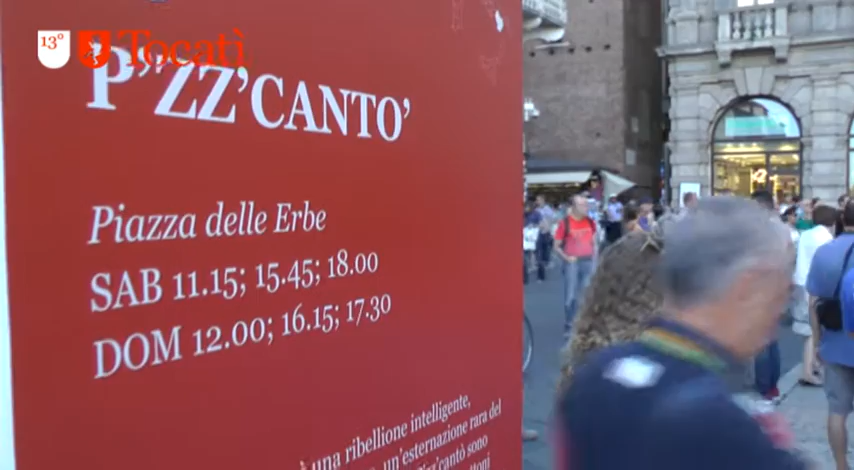 13° Tocatì
P'ZZ'CANTO'
Piazza delle Erbe
SAB 11.15; 15.45; 18.00
DOM 12.00; 16.15; 17.30
una ribellione intelligente,
un'esternazione rara del
sono